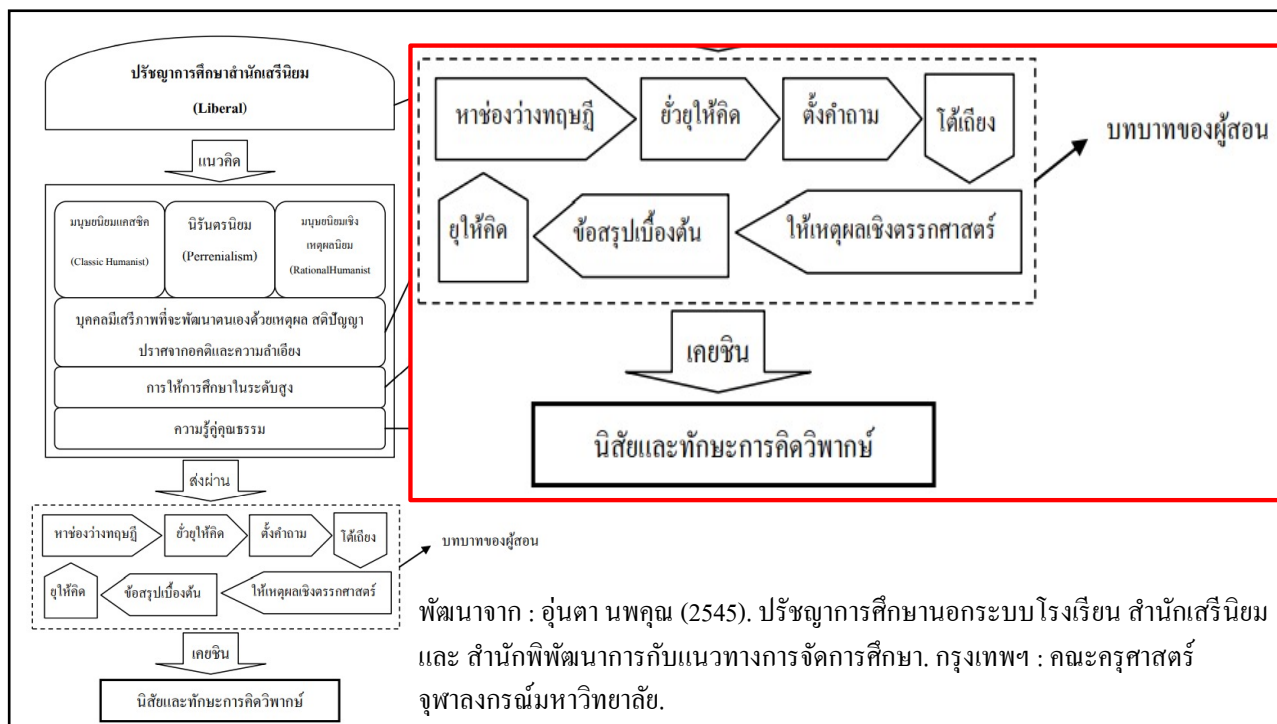 ปรัชญาการศึกษาสำนักเสรีนิยม
(Liberal)
แนวคิด
มนุษยนิยมแคสซิค
(Classic Humanist)
นิรันตรนิยม
(Perrenialism)
มนุษยนิยมเชิง
เหตุผลนิยม
(RationalHumanist
บุคคลมีเสรีภาพที่จะพัฒนาตนเองด้วยเหตุผล สติปัญญา
ปราศจากอคติและความลำเอียง
การให้การศึกษาในระดับสูง
ความรู้คู่คุณธรรม
ส่งผ่าน
หาช่องว่างทฤษฎี
ยั่วยุให้คิด
ตั้งคำถาม
โต้เถียง
ยุให้คิด
ข้อสรุปเบื้องต้น
ให้เหตุผลเชิงตรรกศาสตร์
บทบาทของผู้สอน
เคยชิน
นิสัยและทักษะการคิดวิพากษ์
หาช่องว่างทฤษฎี
ยั่วยุให้คิด
ตั้งคำถาม
โต้เถียง
บทบาทของผู้สอน
ยุให้คิด
ข้อสรุปเบื้องต้น
ให้เหตุผลเชิงตรรกศาสตร์
เคยชิน
นิสัยและทักษะการคิดวิพากษ์
พัฒนาจาก : อุ่นตา นพคุณ (2545). ปรัชญาการศึกษานอกระบบโรงเรียน สำนักเสรีนิยม
และ สำนักพิพัฒนาการกับแนวทางการจัดการศึกษา. กรุงเทพฯ : คณะครุศาสตร์
จุฬาลงกรณ์มหาวิทยาลัย.